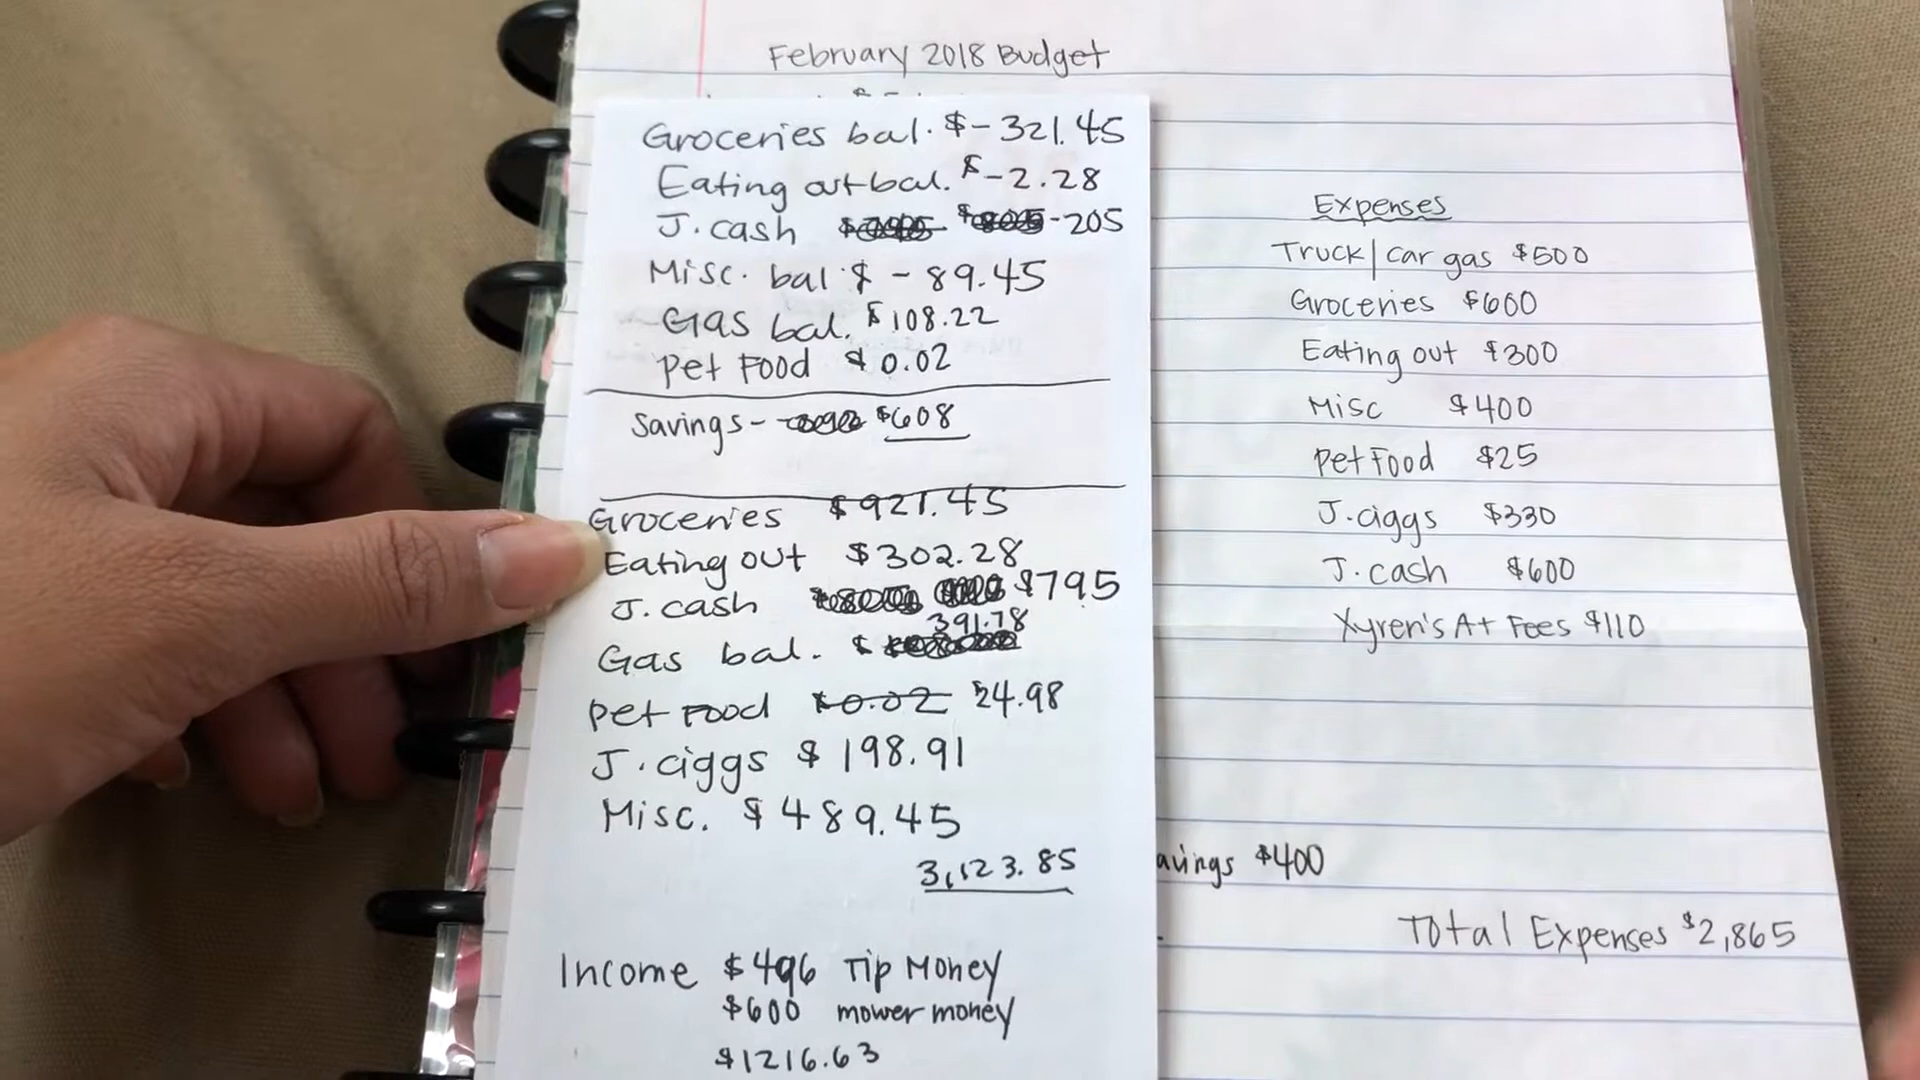 February 2018 Budget
Groceries bal. $-321.45
Eating out bal. $-2.28
J. cash -205
Misc. bal $ -89.45
Gas bal. $108.22
Pet Food $0.02
Savings- $608
Groceries $921.45
Eating out $302.28
J. cash $795
391.78
Gas bal. $
Pet Food $0.02 $24.98
J. ciggs $198.91
Misc. $489.45
3,123.85
Income $496 Tip Money
$600 mower money
$1216.63
Expenses
Truck/car gas $500
Groceries $600
Eating out $300
Misc $400
Pet Food $25
J. ciggs $330
J. cash $600
Xyren's A+ Fees $110
avings $400
Total Expenses $2,865